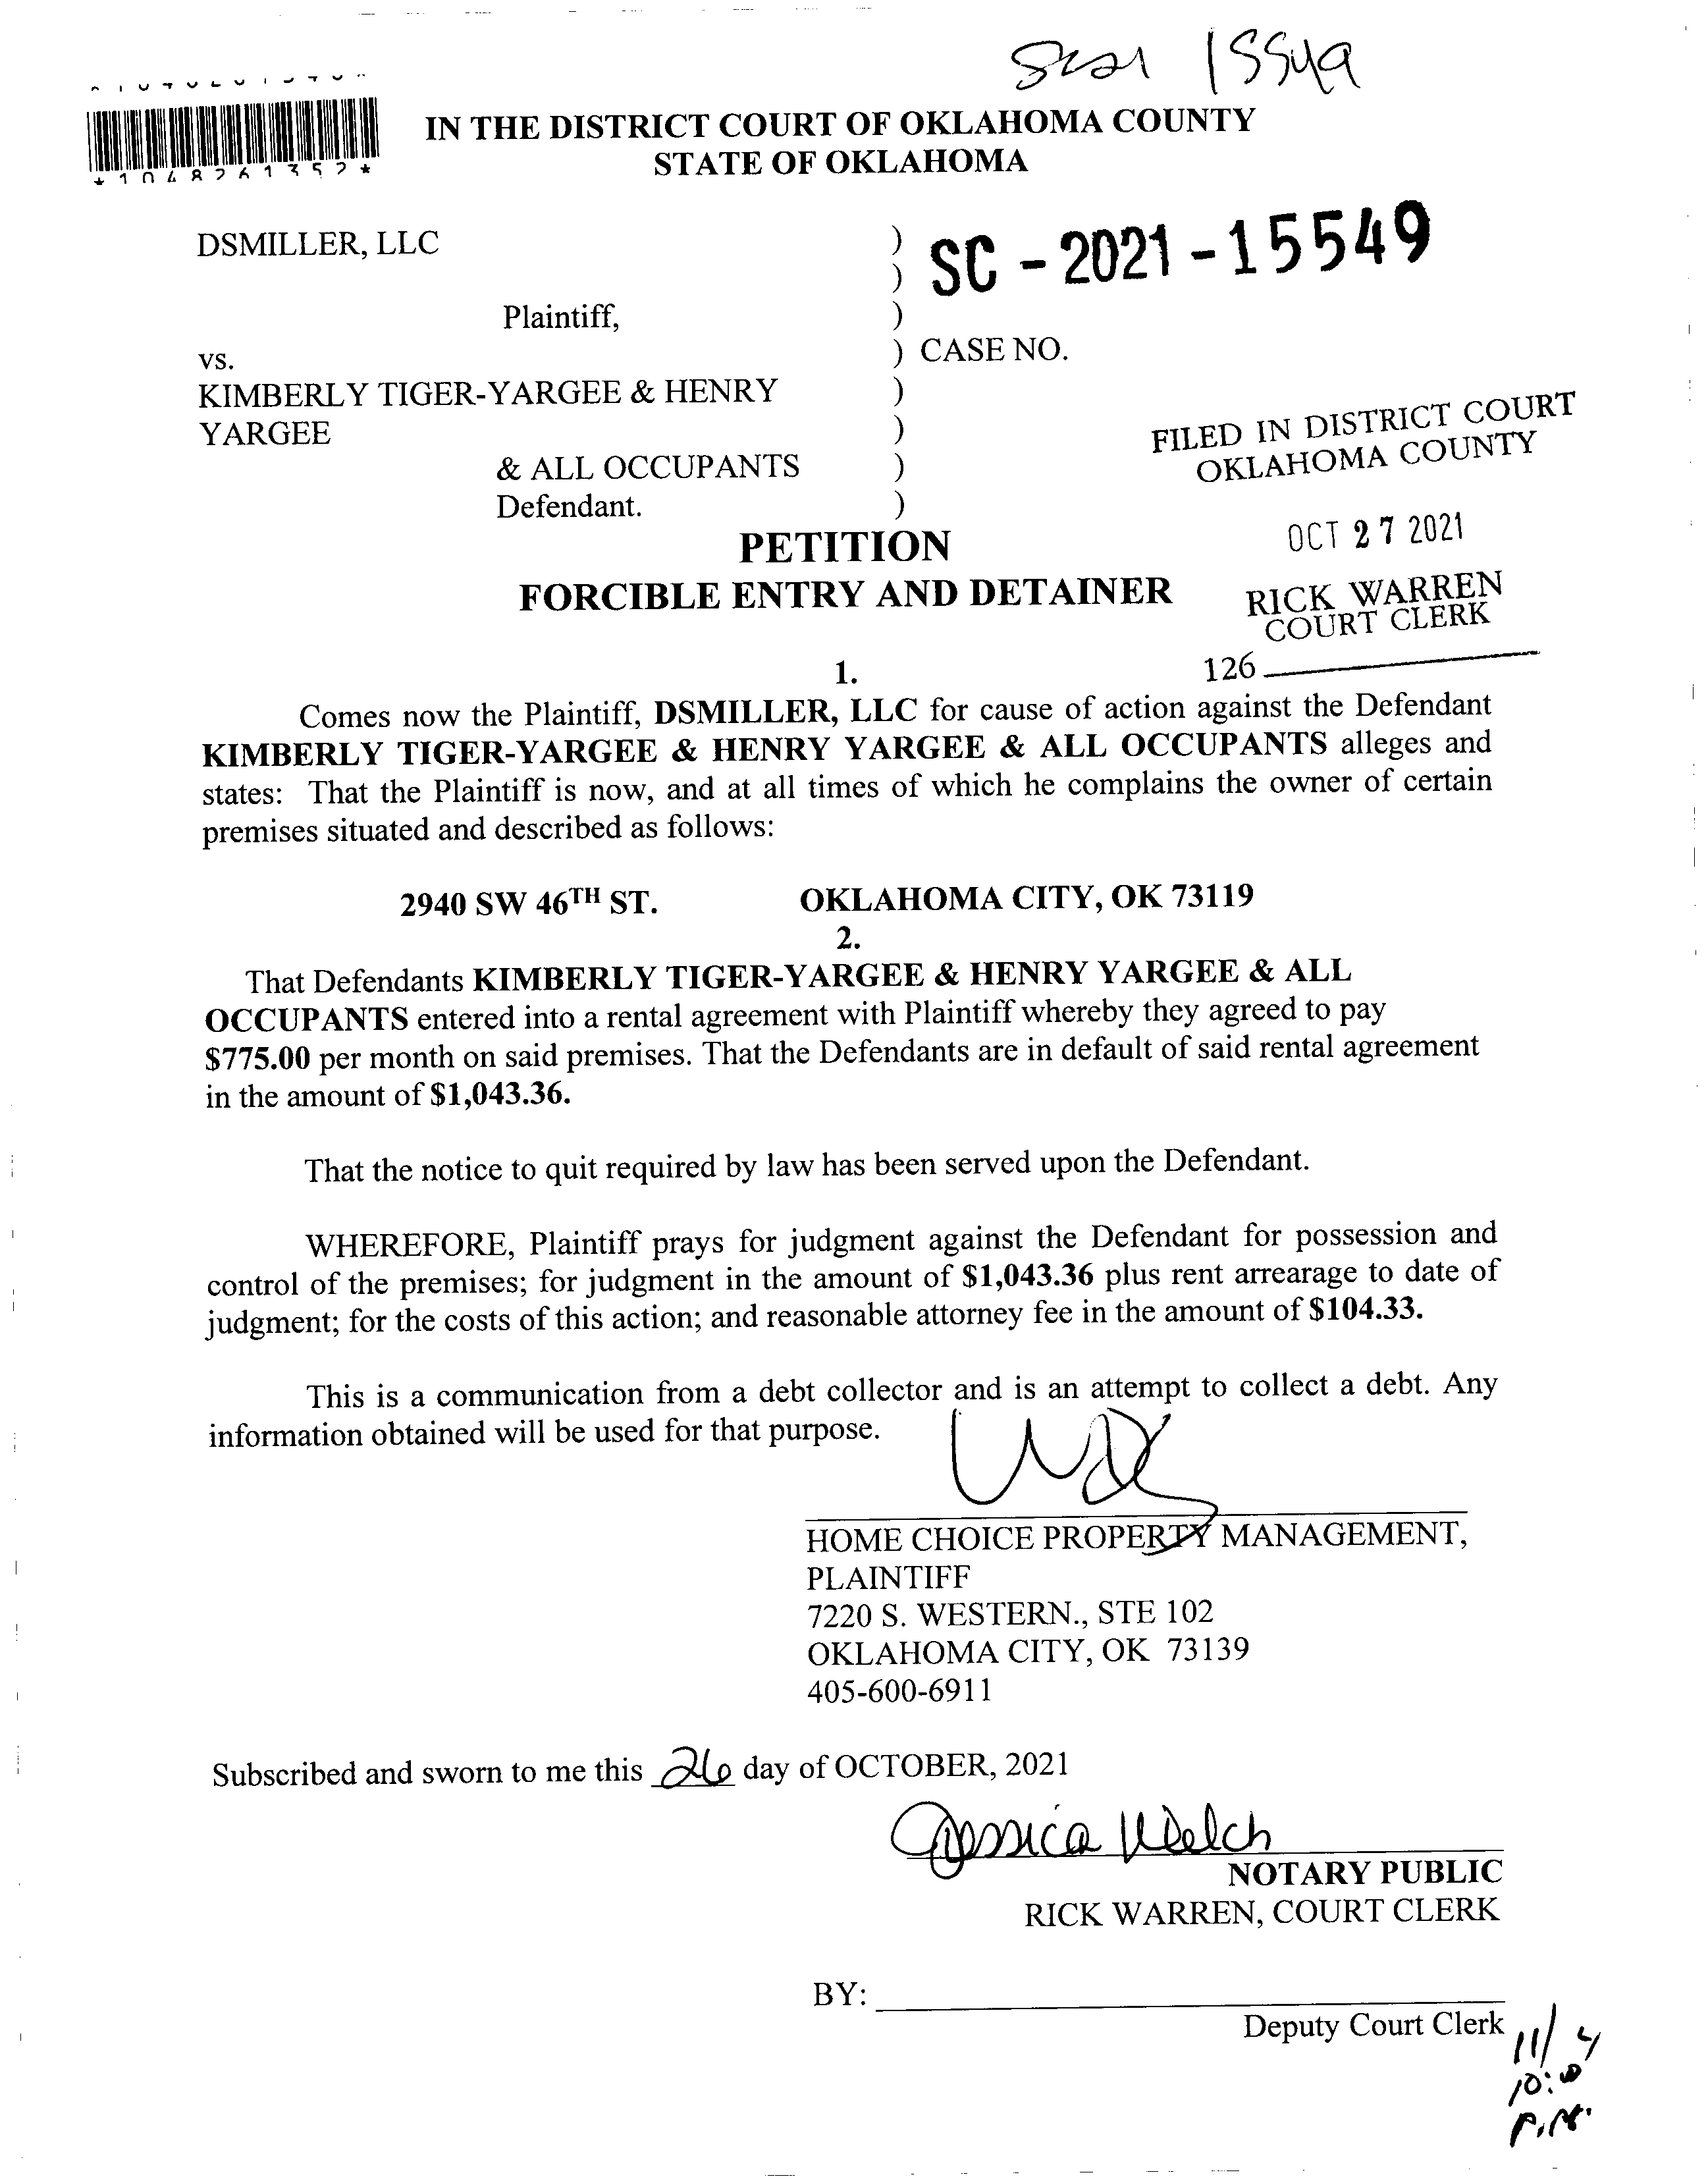 IN THE DISTRICT COURT OF OKLAHOMA COUNTY
STATE OF OKLAHOMA
*1048261352*
DSMILLER, LLC )
) SC - 2021 - 15549
Plaintiff, )
vs. ) CASE NO.
KIMBERLY TIGER-YARGEE & HENRY )
YARGEE )
& ALL OCCUPANTS )
Defendant. )
FILED IN DISTRICT COURT
OKLAHOMA COUNTY
OCT 27 2021
RICK WARREN
COURT CLERK
126
PETITION
FORCIBLE ENTRY AND DETAINER
1.
Comes now the Plaintiff, DSMILLER, LLC for cause of action against the Defendant
KIMBERLY TIGER-YARGEE & HENRY YARGEE & ALL OCCUPANTS alleges and
states: That the Plaintiff is now, and at all times of which he complains the owner of certain
premises situated and described as follows:
2940 SW 46TH ST. OKLAHOMA CITY, OK 73119
2.
That Defendants KIMBERLY TIGER-YARGEE & HENRY YARGEE & ALL
OCCUPANTS entered into a rental agreement with Plaintiff whereby they agreed to pay
$775.00 per month on said premises. That the Defendants are in default of said rental agreement
in the amount of $1,043.36.
That the notice to quit required by law has been served upon the Defendant.
WHEREFORE, Plaintiff prays for judgment against the Defendant for possession and
control of the premises; for judgment in the amount of $1,043.36 plus rent arrearage to date of
judgment; for the costs of this action; and reasonable attorney fee in the amount of $104.33.
This is a communication from a debt collector and is an attempt to collect a debt. Any
information obtained will be used for that purpose.
HOME CHOICE PROPERTY MANAGEMENT,
PLAINTIFF
7220 S. WESTERN., STE 102
OKLAHOMA CITY, OK 73139
405-600-6911
Subscribed and sworn to me this 26 day of OCTOBER, 2021
Jessica Welch
NOTARY PUBLIC
RICK WARREN, COURT CLERK
BY:
Deputy Court Clerk
11/4